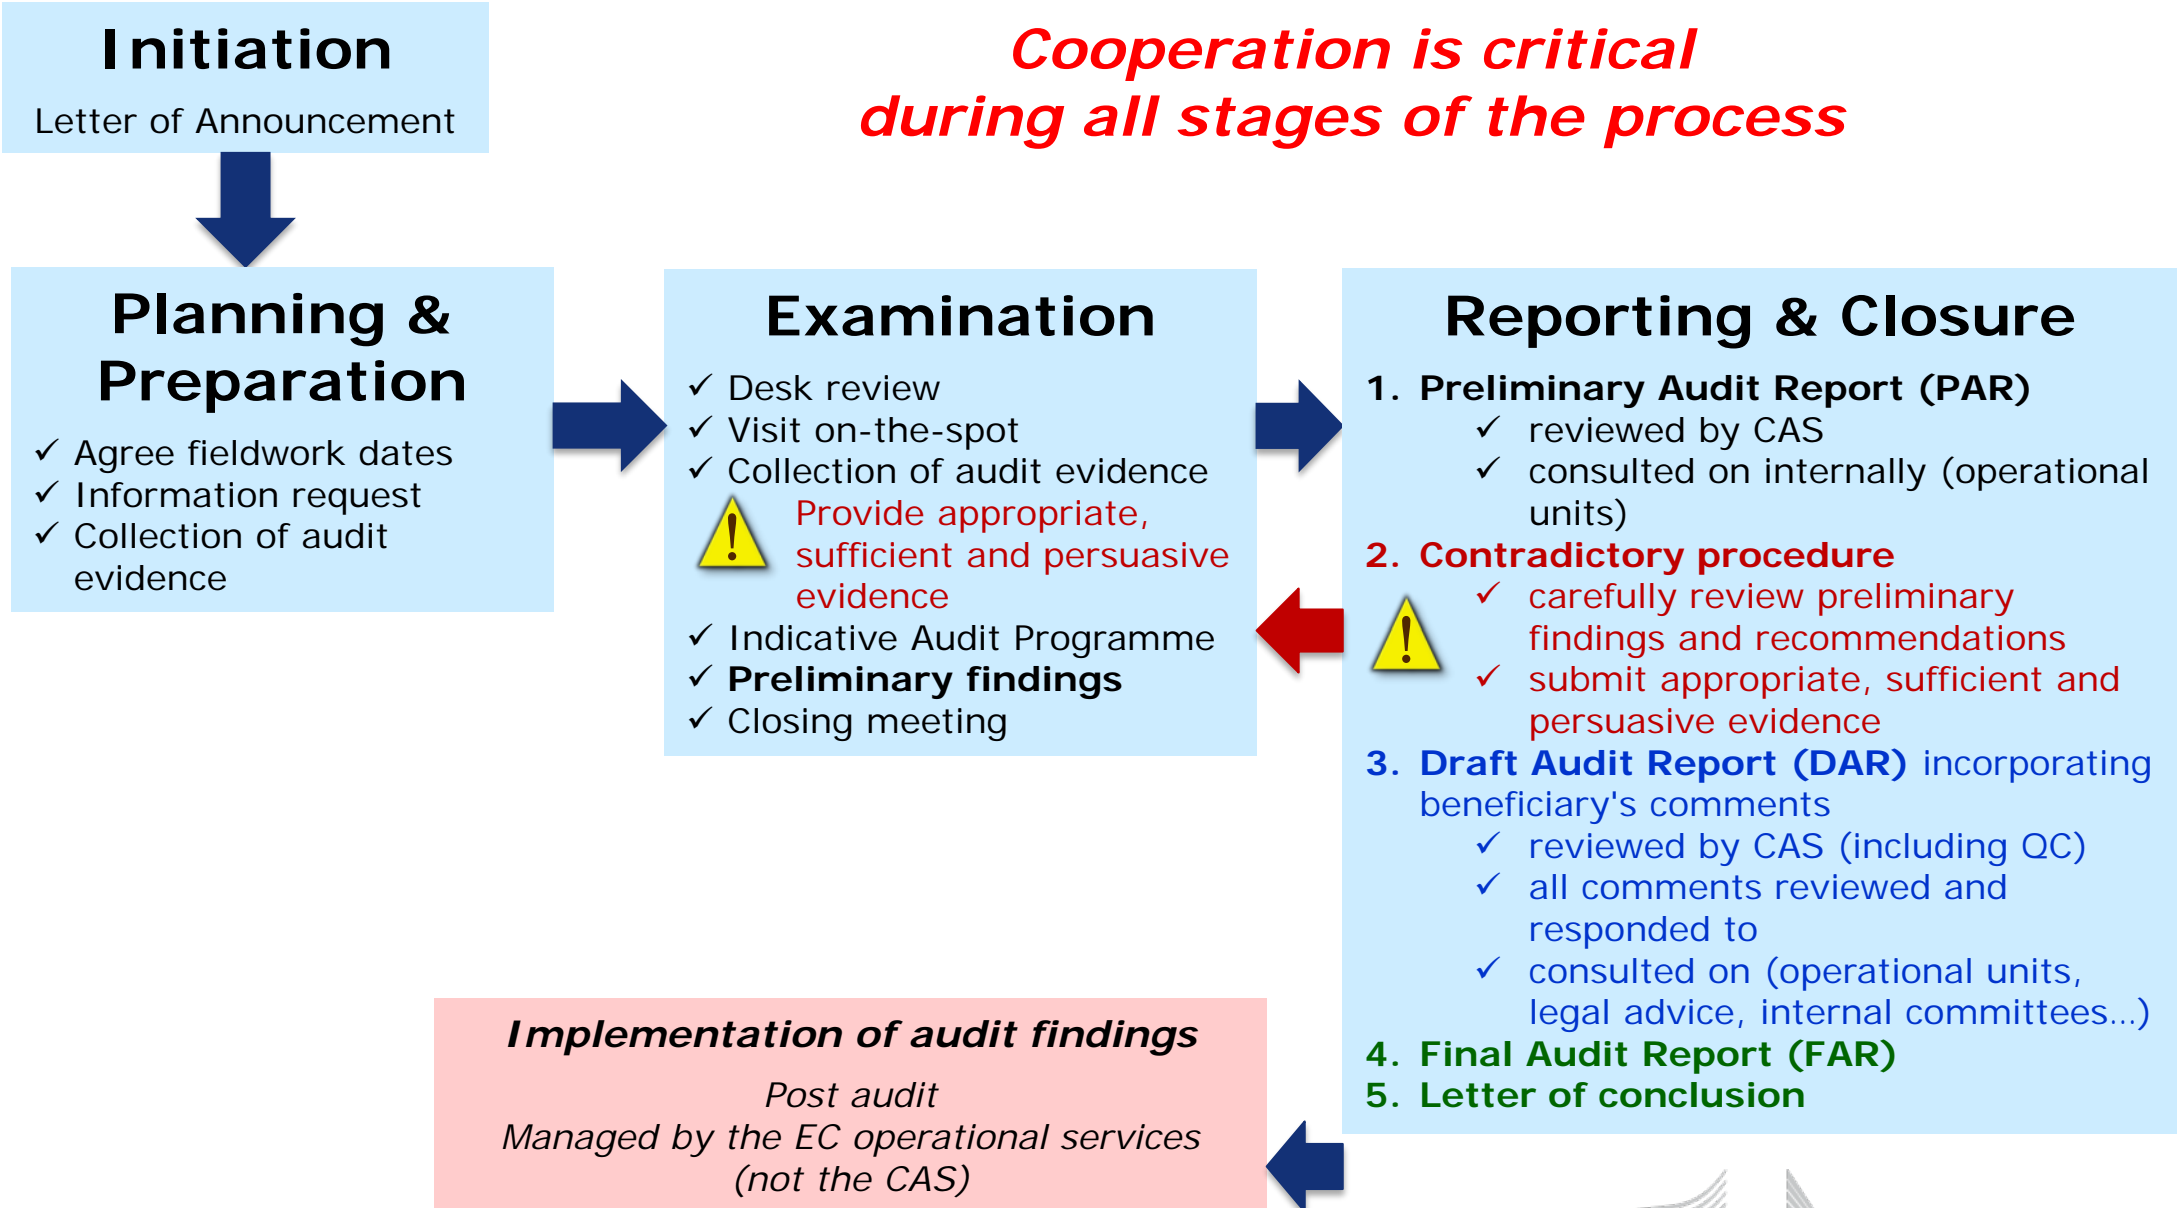 Initiation
Letter of Announcement
Cooperation is critical
during all stages of the process
Planning &
Preparation
✓ Agree fieldwork dates
✓ Information request
✓ Collection of audit
evidence
Examination
✓ Desk review
✓ Visit on-the-spot
✓ Collection of audit evidence
Provide appropriate,
sufficient and persuasive
evidence
✓ Indicative Audit Programme
✓ Preliminary findings
✓ Closing meeting
Reporting & Closure
1. Preliminary Audit Report (PAR)
✓ reviewed by CAS
✓ consulted on internally (operational
units)
2. Contradictory procedure
✓ carefully review preliminary
findings and recommendations
✓ submit appropriate, sufficient and
persuasive evidence
3. Draft Audit Report (DAR) incorporating
beneficiary's comments
✓ reviewed by CAS (including QC)
✓ all comments reviewed and
responded to
✓ consulted on (operational units,
legal advice, internal committees...)
4. Final Audit Report (FAR)
5. Letter of conclusion
Implementation of audit findings
Post audit
Managed by the EC operational services
(not the CAS)